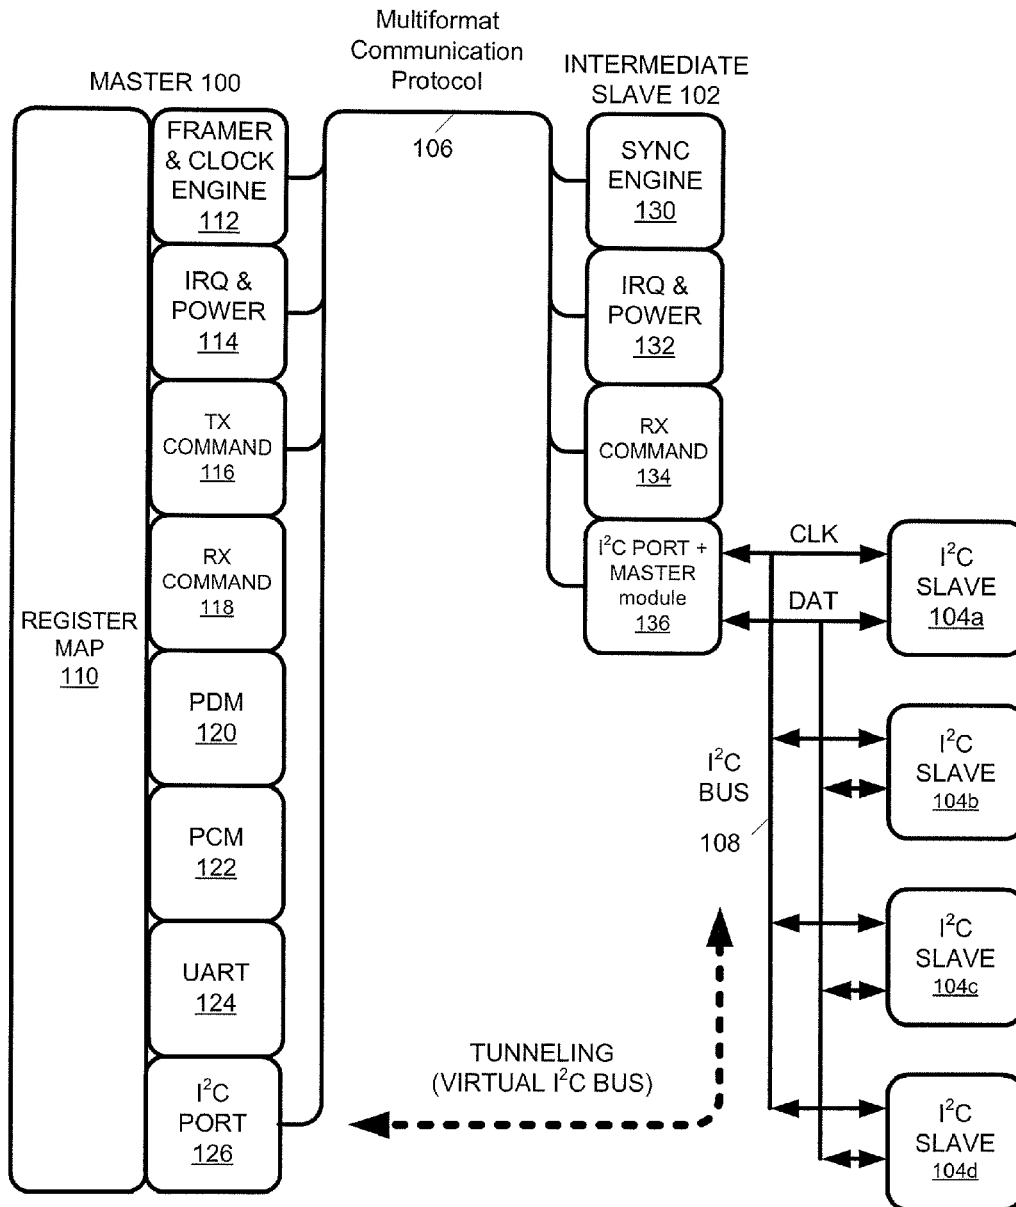 Multiformat
Communication
Protocol
106
MASTER 100
REGISTER
MAP
110
FRAMER
& CLOCK
ENGINE
112
IRQ &
POWER
114
TX
COMMAND
116
RX
COMMAND
118
PDM
120
PCM
122
UART
124
I²C
PORT
126
INTERMEDIATE
SLAVE 102
SYNC
ENGINE
130
IRQ &
POWER
132
RX
COMMAND
134
I²C PORT +
MASTER
module
136
CLK
DAT
I²C
BUS
108
I²C
SLAVE
104a
I²C
SLAVE
104b
I²C
SLAVE
104c
I²C
SLAVE
104d
TUNNELING
(VIRTUAL I²C BUS)